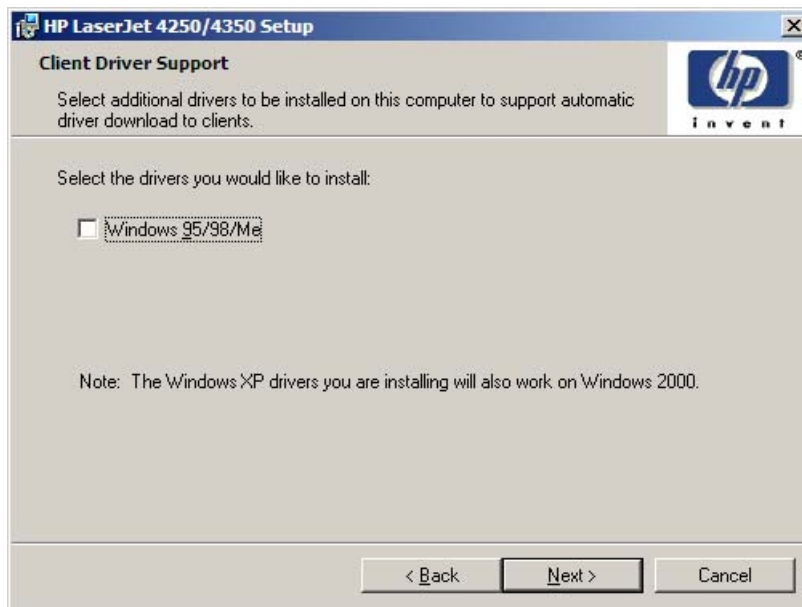 HP LaserJet 4250/4350 Setup
Client Driver Support
Select additional drivers to be installed on this computer to support automatic
driver download to clients.
hp
®
invent
Select the drivers you would like to install:
Windows 95/98/Me
Note: The Windows XP drivers you are installing will also work on Windows 2000.
< Back
Next >
Cancel